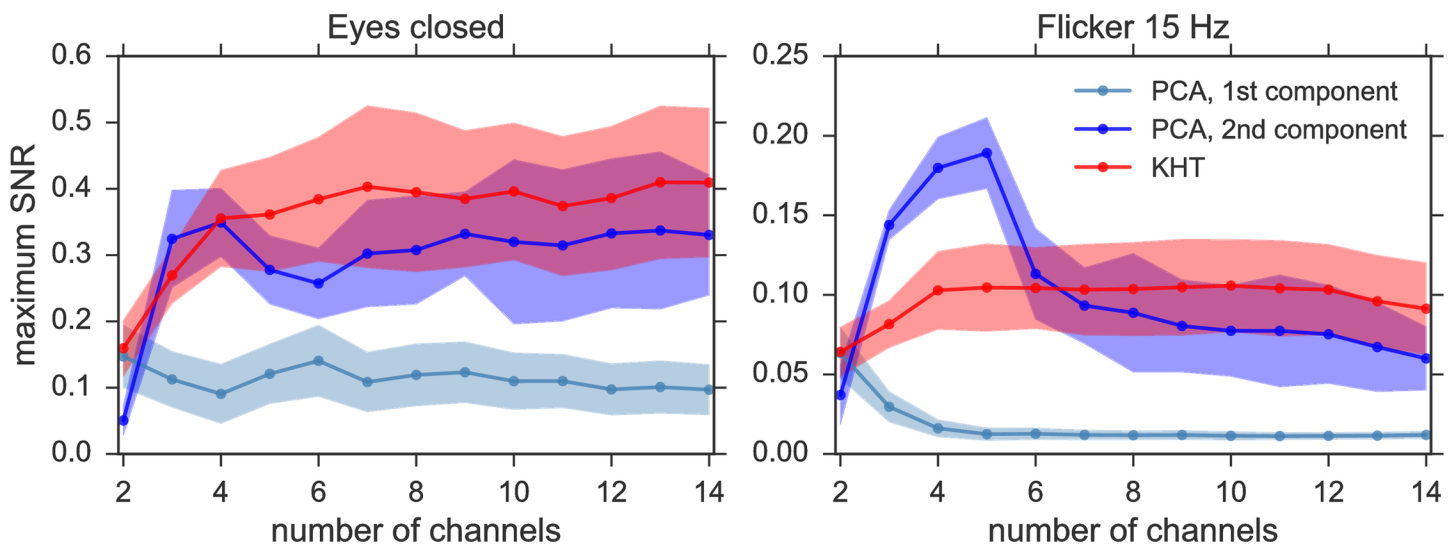 Eyes closed
maximum SNR
0.6
0.5
0.4
0.3
0.2
0.1
0.0
2 4 6 8 10 12 14
number of channels
Flicker 15 Hz
PCA, 1st component
PCA, 2nd component
KHT
0.25
0.20
0.15
0.10
0.05
0.00
2 4 6 8 10 12 14
number of channels